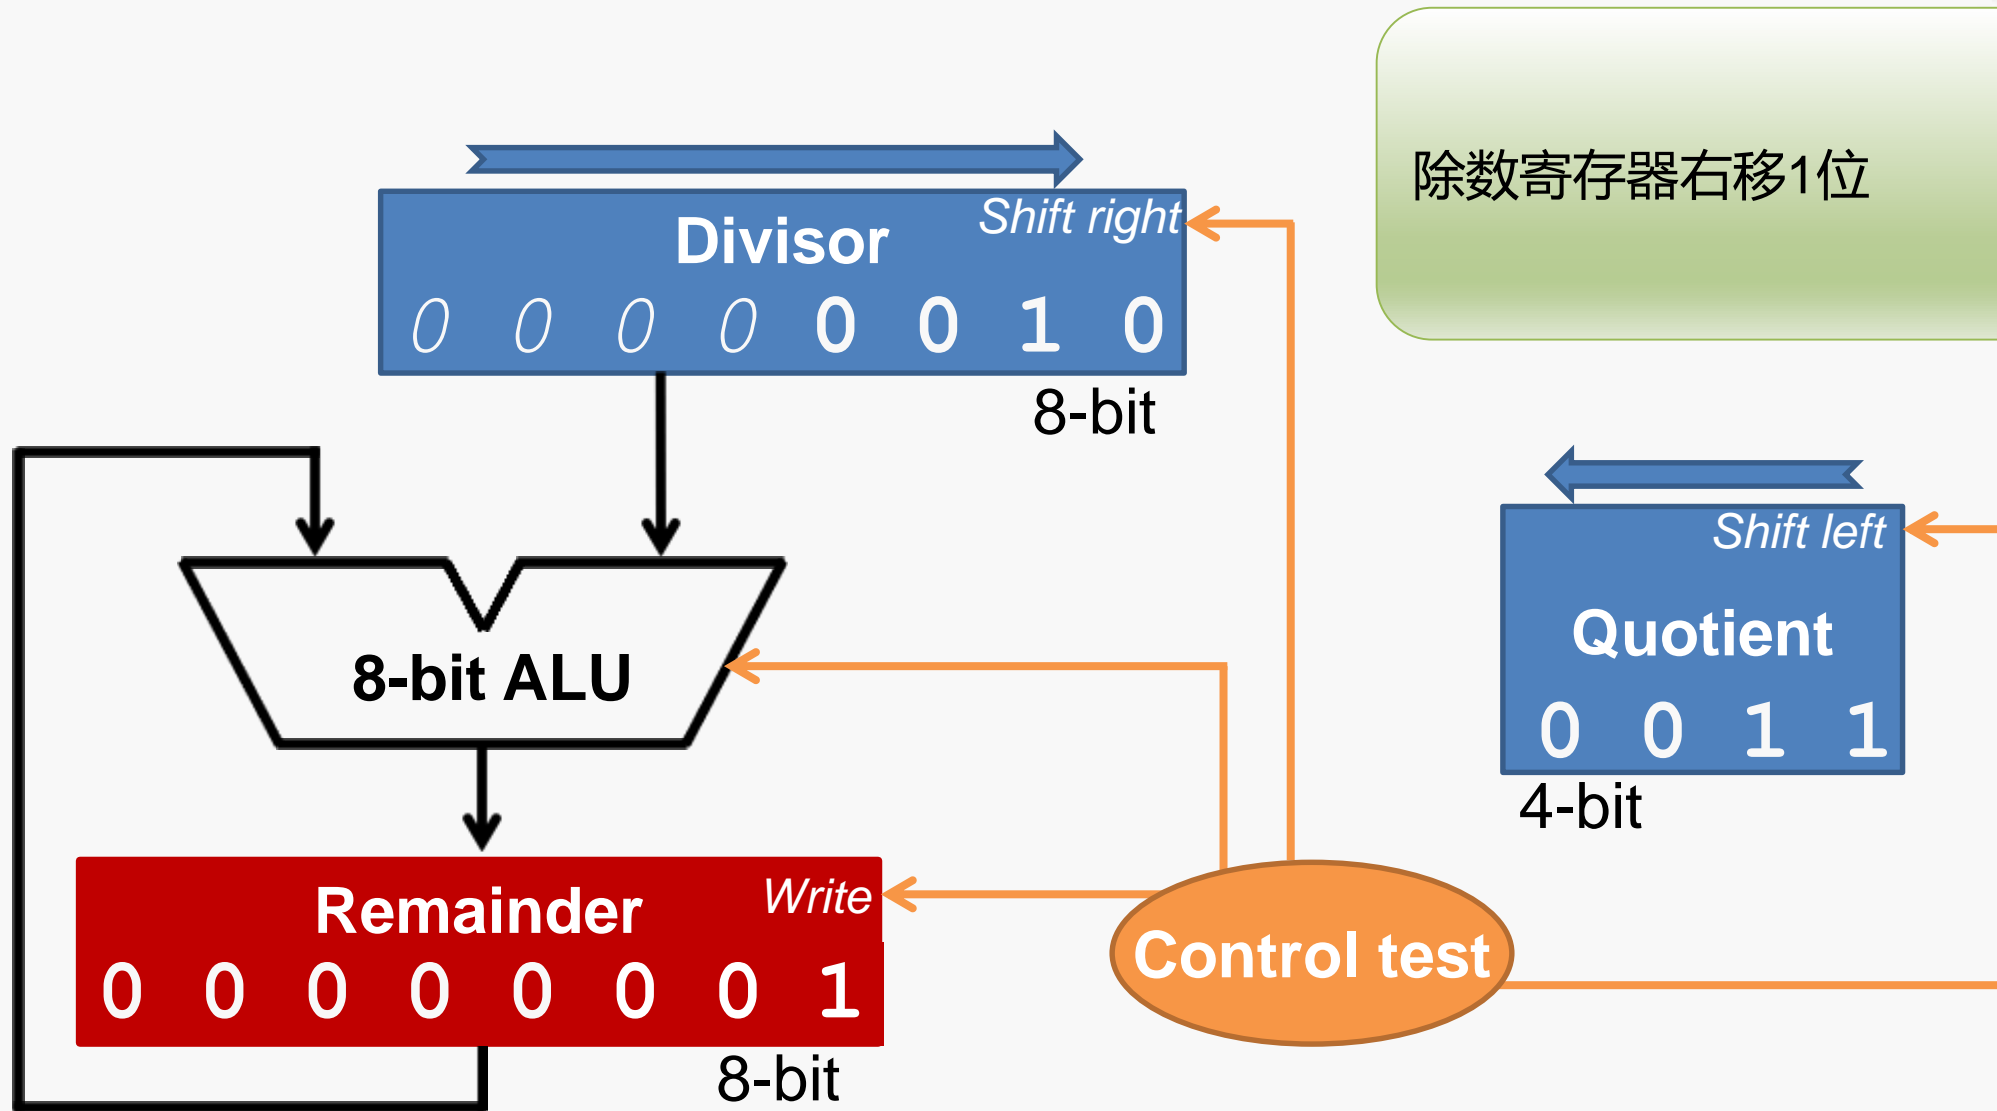 除数寄存器右移1位
Shift right
Divisor
0 0 0 0 0 0 1 0
8-bit
Shift left
Quotient
0 0 1 1
4-bit
8-bit ALU
Write
Remainder
0 0 0 0 0 0 0 1
8-bit
Control test